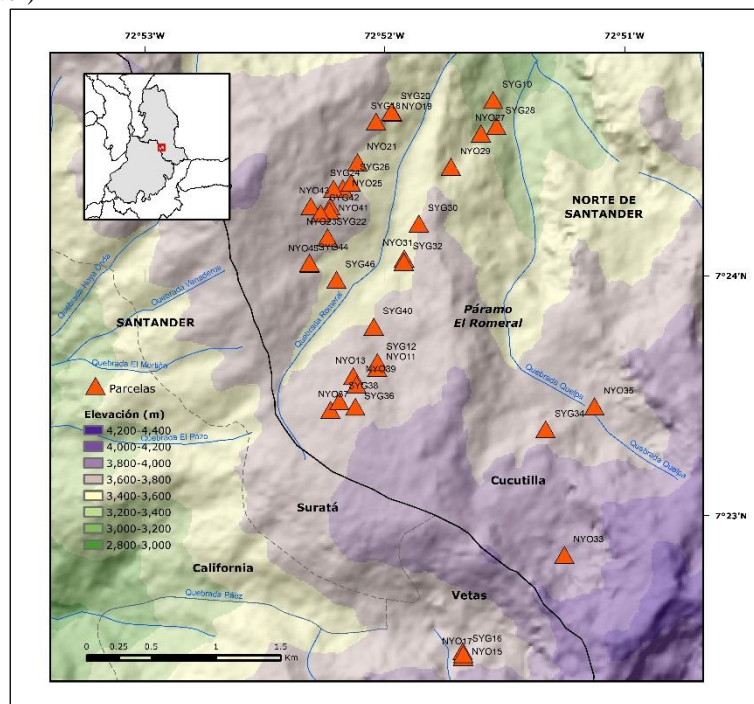 72°53'W
72°52'W
72°51'W
SYG20
SYG18
NYO19
SYG10
SYG28
NYO27
NYO21
NYO29
SYG26
SYG24
NYO25
NYO43
SYG42
NYO41
NYO23
SYG22
SYG30
NORTE DE
SANTANDER
NYO45
SYG44
NYO31
SYG32
SYG46
7°24'N
Quebrada Venaderos
Quebrada Romeral
SANTANDER
Páramo
El Romeral
SYG40
Quebrada El Mortiño
SYG12
NYO13
NYO11
NYO39
Parcelas
SYG38
NYO37
SYG36
Quebrada Quelpa
NYO35
SYG34
Elevación (m)
4,200-4,400
4,000-4,200
3,800-4,000
3,600-3,800
3,400-3,600
3,200-3,400
3,000-3,200
2,800-3,000
Quebrada El Pozo
Cucutilla
Quebrada Quelpa
Suratá
7°23'N
NYO33
California
Quebrada Páez
Vetas
NYO17
SYG16
NYO15
0 0.25 0.5 1 1.5
Km